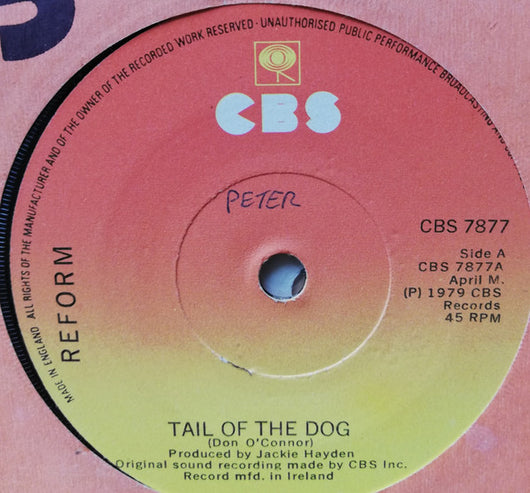 MADE IN ENGLAND ALL RIGHTS OF THE MANUFACTURER AND OF THE OWNER OF THE RECORDED WORK RESERVED · UNAUTHORISED PUBLIC PERFORMANCE BROADCASTING AND
CBS
PETER
REFORM
CBS 7877
Side A
CBS 7877A
April M.
(P) 1979 CBS
Records
45 RPM
TAIL OF THE DOG
(Don O'Connor)
Produced by Jackie Hayden
Original sound recording made by CBS Inc.
Record mfd. in Ireland